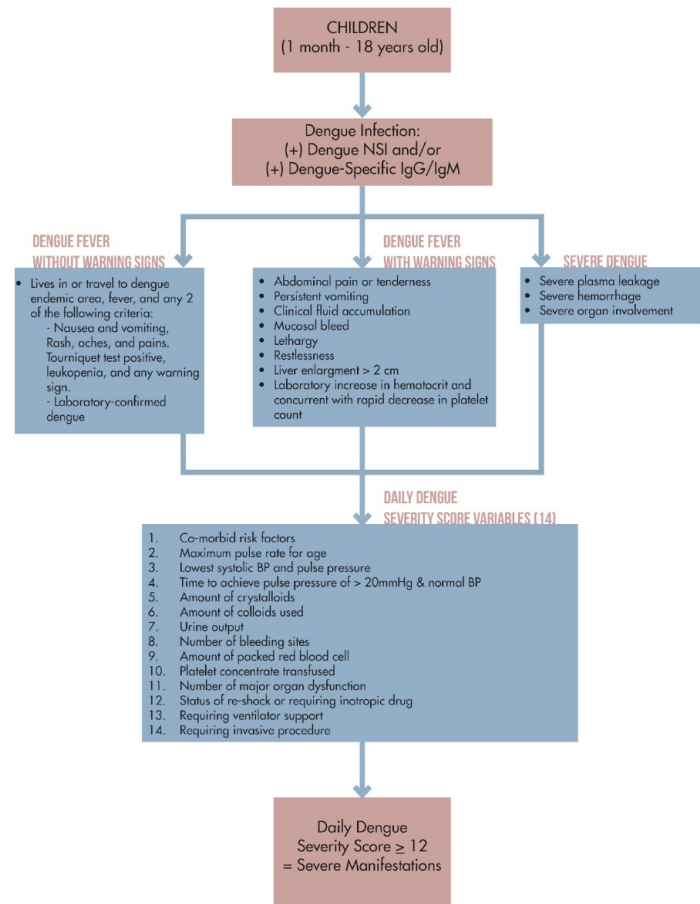 CHILDREN
(1 month - 18 years old)
Dengue Infection:
(+) Dengue NSI and/or
(+) Dengue-Specific IgG/IgM
DENGUE FEVER
WITHOUT WARNING SIGNS
• Lives in or travel to dengue
endemic area, fever, and any 2
of the following criteria:
- Nausea and vomiting,
Rash, aches, and pains.
Tourniquet test positive,
leukopenia, and any warning
sign.
- Laboratory-confirmed
dengue
DENGUE FEVER
WITH WARNING SIGNS
• Abdominal pain or tenderness
• Persistent vomiting
• Clinical fluid accumulation
• Mucosal bleed
• Lethargy
• Restlessness
• Liver enlargment > 2 cm
• Laboratory increase in hematocrit and
concurrent with rapid decrease in platelet
count
SEVERE DENGUE
• Severe plasma leakage
• Severe hemorrhage
• Severe organ involvement
DAILY DENGUE
SEVERITY SCORE VARIABLES (14)
1. Co-morbid risk factors
2. Maximum pulse rate for age
3. Lowest systolic BP and pulse pressure
4. Time to achieve pulse pressure of > 20mmHg & normal BP
5. Amount of crystalloids
6. Amount of colloids used
7. Urine output
8. Number of bleeding sites
9. Amount of packed red blood cell
10. Platelet concentrate transfused
11. Number of major organ dysfunction
12. Status of re-shock or requiring inotropic drug
13. Requiring ventilator support
14. Requiring invasive procedure
Daily Dengue
Severity Score ≥ 12
= Severe Manifestations